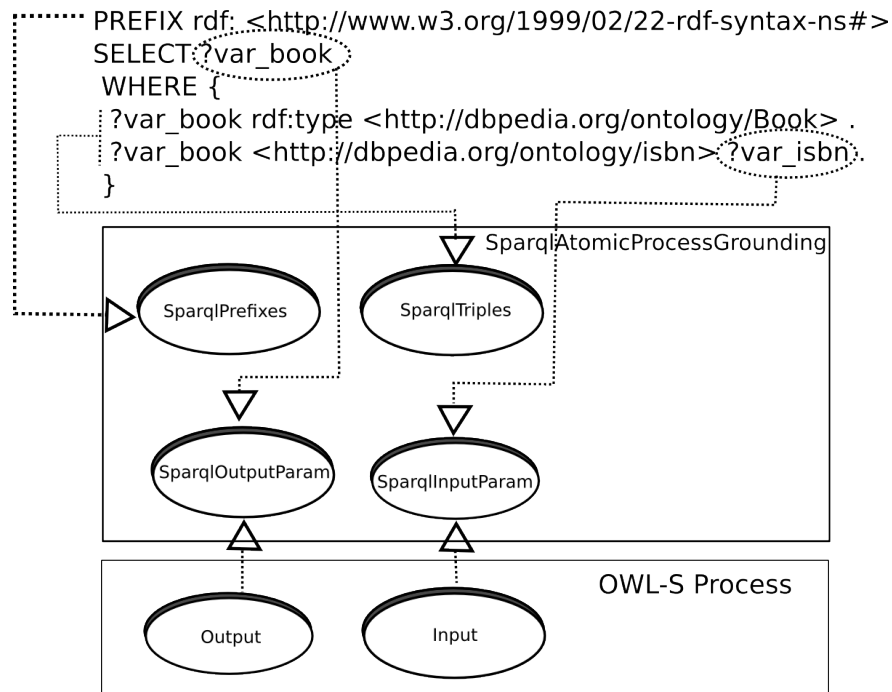 PREFIX rdf: <http://www.w3.org/1999/02/22-rdf-syntax-ns#>
SELECT ?var_book
WHERE {
?var_book rdf:type <http://dbpedia.org/ontology/Book> .
?var_book <http://dbpedia.org/ontology/isbn> ?var_isbn .
}
SparqlAtomicProcessGrounding
SparqlPrefixes
SparqlTriples
SparqlOutputParam
SparqlInputParam
OWL-S Process
Output
Input